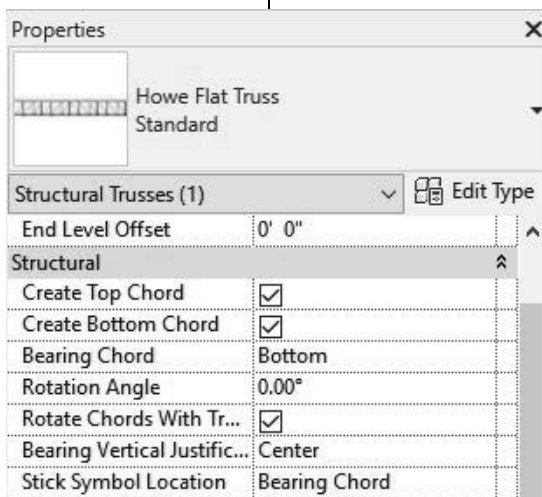 Properties
Howe Flat Truss
Standard
Structural Trusses (1)
Edit Type
End Level Offset 0' 0"
Structural
Create Top Chord
Create Bottom Chord
Bearing Chord Bottom
Rotation Angle 0.00°
Rotate Chords With Tr...
Bearing Vertical Justific... Center
Stick Symbol Location Bearing Chord